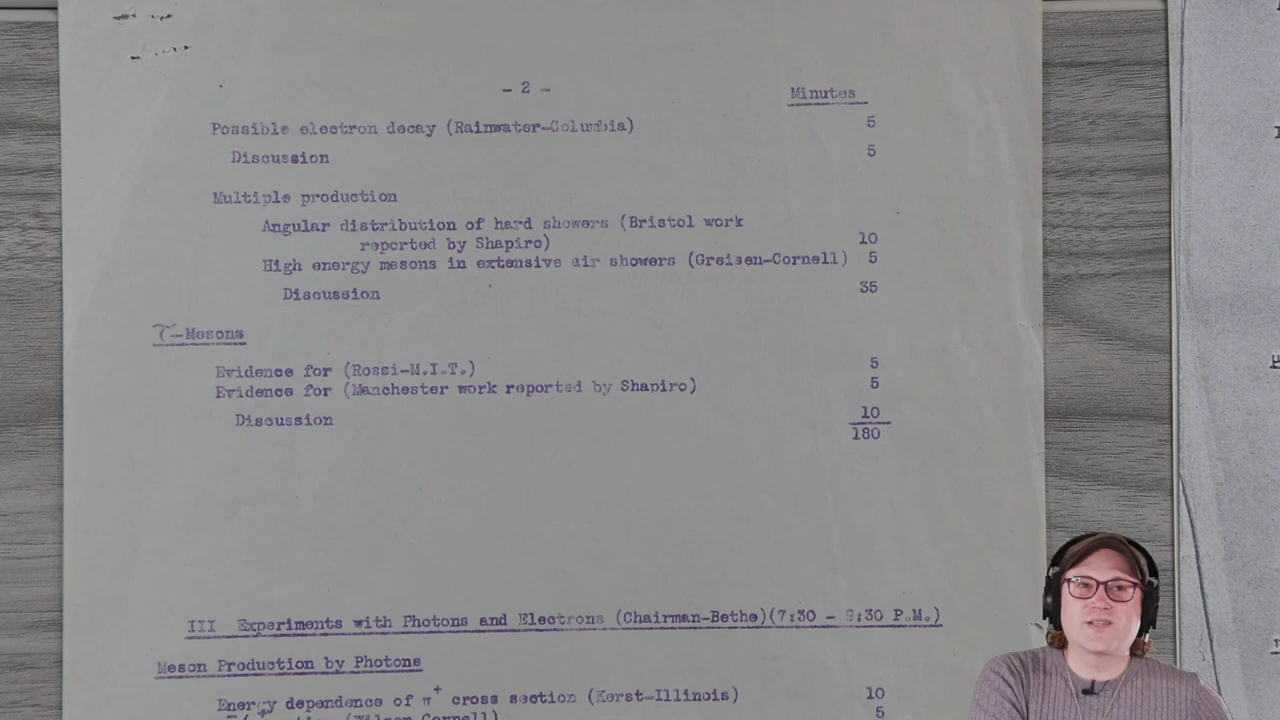 - 2 -
Minutes
Possible electron decay (Rainwater-Columbia) 5
Discussion 5
Multiple production
Angular distribution of hard showers (Bristol work
reported by Shapiro) 10
High energy mesons in extensive air showers (Greisen-Cornell) 5
Discussion 35
τ-Mesons
Evidence for (Rossi-M.I.T.) 5
Evidence for (Manchester work reported by Shapiro) 5
Discussion 10
180
III Experiments with Photons and Electrons (Chairman-Bethe)(7:30 - 9:30 P.M.)
Meson Production by Photons
Energy dependence of π+ cross section (Kerst-Illinois) 10
(Wilson-Cornell) 5